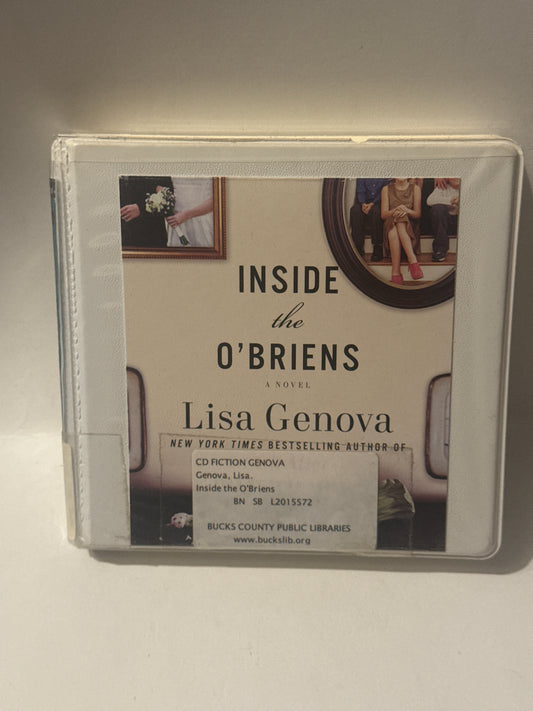 INSIDE
the
O'BRIENS
A NOVEL
Lisa Genova
NEW YORK TIMES BESTSELLING AUTHOR OF
CD FICTION GENOVA
Genova, Lisa.
Inside the O'Briens
BN SB L2015572
BUCKS COUNTY PUBLIC LIBRARIES
www.buckslib.org